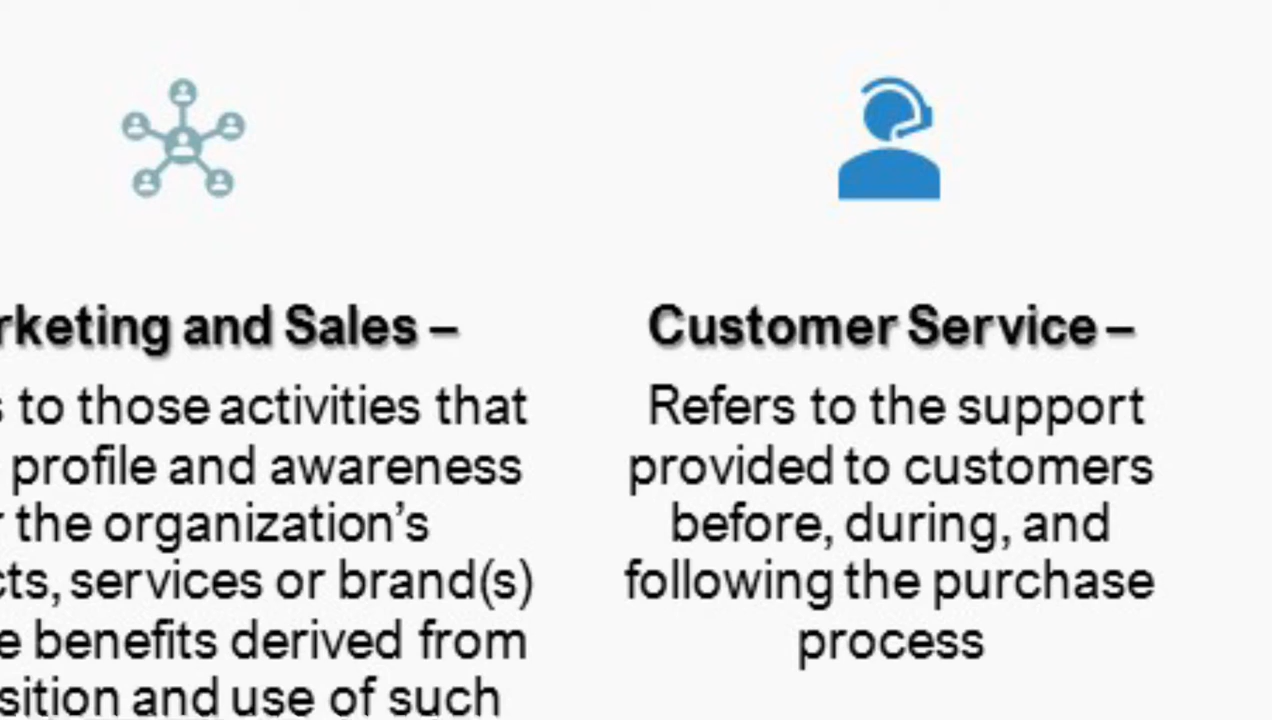 rketing and Sales –
s to those activities that
profile and awareness
r the organization’s
cts, services or brand(s)
e benefits derived from
sition and use of such
Customer Service –
Refers to the support
provided to customers
before, during, and
following the purchase
process